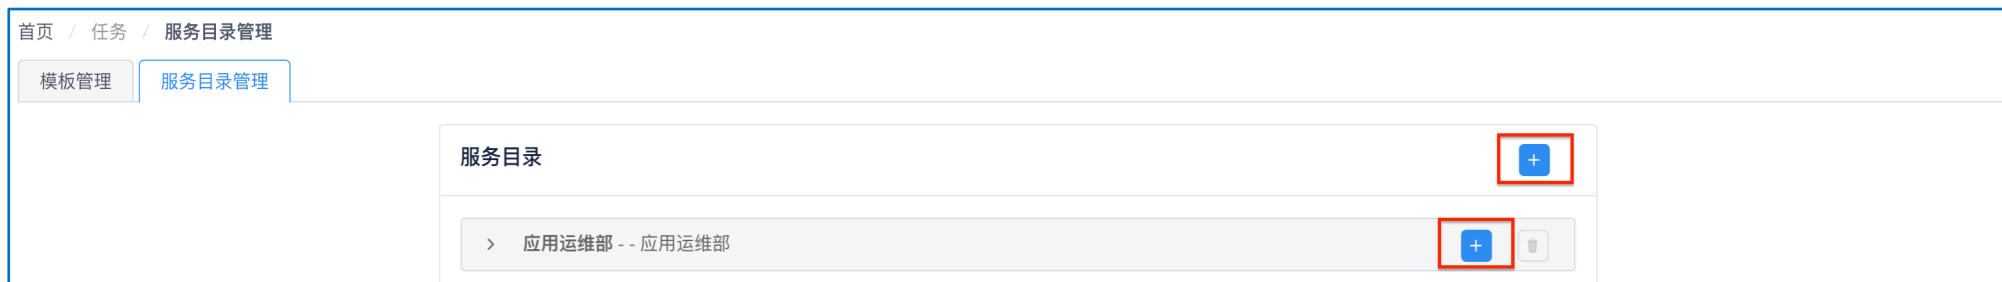 首页 / 任务 / 服务目录管理
模板管理 服务目录管理
服务目录 +
> 应用运维部 - - 应用运维部 +